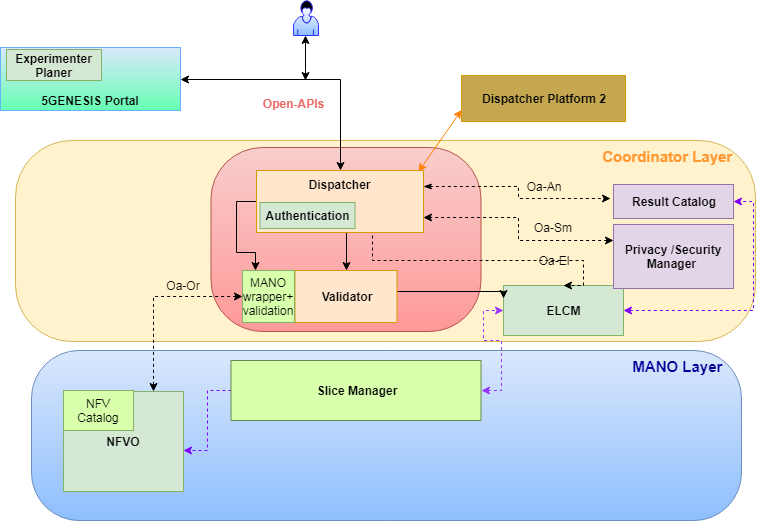 Experimenter
Planer
5GENESIS Portal
Open-APIs
Dispatcher Platform 2
Coordinator Layer
Dispatcher
Authentication
Oa-An
Result Catalog
Oa-Sm
Privacy /Security
Manager
Oa-El
MANO
wrapper+
validation
Validator
Oa-Or
ELCM
MANO Layer
Slice Manager
NFV
Catalog
NFVO